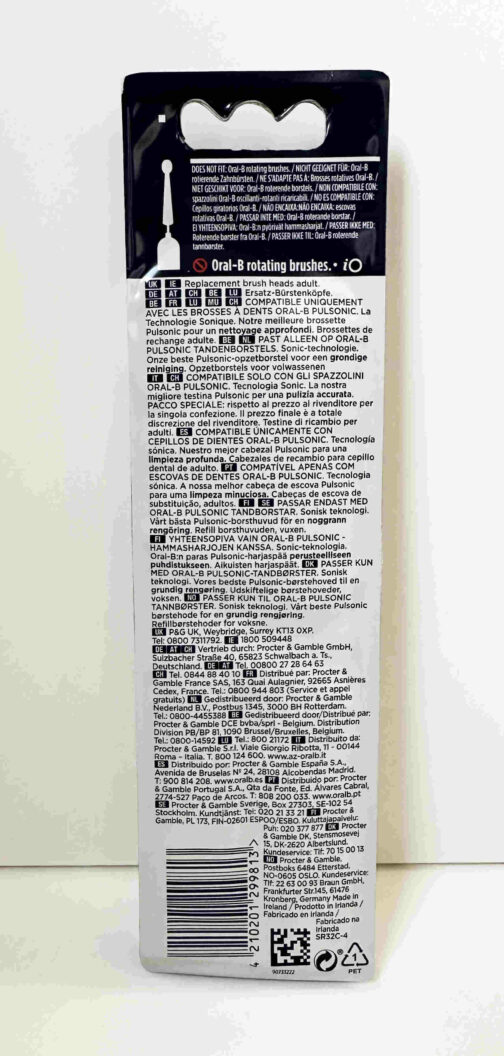 DOES NOT FIT: Oral-B rotating brushes. / NICHT GEEIGNET FÜR: Oral-B
rotierende Zahnbürsten. / NE S'ADAPTE PAS À: Brosses rotatives Oral-B. /
NIET GESCHIKT VOOR: Oral-B roterende borstels. / NON COMPATIBILE CON:
spazzolini Oral-B oscillanti-rotanti ricaricabili. / NO ES COMPATIBLE CON:
Cepillos giratorios Oral-B. / NÃO ENCAIXA:NÃO ENCAIXA: escovas
rotativas Oral-B. / PASSAR INTE MED: Oral-B roterande borstar. /
EI YHTEENSOPIVA: Oral-B:n pyörivät hammasharjat. / PASSER IKKE MED:
Roterende børster fra Oral-B. / PASSER IKKE TIL: Oral-B roterende
tannbørster.
Oral-B rotating brushes. • iO
UK IE Replacement brush heads adult.
DE AT CH BE LU Ersatz-Bürstenköpfe.
BE FR LU MU CH COMPATIBLE UNIQUEMENT
AVEC LES BROSSES À DENTS ORAL-B PULSONIC. La
Technologie Sonique. Notre meilleure brossette
Pulsonic pour un nettoyage approfondi. Brossettes de
rechange adulte. BE NL PAST ALLEEN OP ORAL-B
PULSONIC TANDENBORSTELS. Sonic-technologie.
Onze beste Pulsonic-opzetborstel voor een grondige
reiniging. Opzetborstels voor volwassenen
IT CH COMPATIBILE SOLO CON GLI SPAZZOLINI
ORAL-B PULSONIC. Tecnologia Sonic. La nostra
migliore testina Pulsonic per una pulizia accurata.
PACCO SPECIALE: rispetto al prezzo al rivenditore per
la singola confezione. Il prezzo finale è a totale
discrezione del rivenditore. Testine di ricambio per
adulti. ES COMPATIBLE ÚNICAMENTE CON
CEPILLOS DE DIENTES ORAL-B PULSONIC. Tecnología
sónica. Nuestro mejor cabezal Pulsonic para una
limpieza profunda. Cabezales de recambio para cepillo
dental de adulto. PT COMPATÍVEL APENAS COM
ESCOVAS DE DENTES ORAL-B PULSONIC. Tecnologia
sónica. A nossa melhor cabeça de escova Pulsonic
para uma limpeza minuciosa. Cabeças de escova de
substituição, adultos. FI SE PASSAR ENDAST MED
ORAL-B PULSONIC TANDBORSTAR. Sonisk teknologi.
Vårt bästa Pulsonic-borsthuvud för en noggrann
rengöring. Refill borsthuvuden, vuxen.
FI YHTEENSOPIVA VAIN ORAL-B PULSONIC -
HAMMASHARJOJEN KANSSA. Sonic-teknologia.
Oral-B:n paras Pulsonic-harjaspää perusteelliseen
puhdistukseen. Aikuisten harjaspäät. DK PASSER KUN
MED ORAL-B PULSONIC-TANDBØRSTER. Sonisk
teknologi. Vores bedste Pulsonic-børstehoved til en
grundig rengøring. Udskiftelige børstehoveder,
voksen. NO PASSER KUN TIL ORAL-B PULSONIC
TANNBØRSTER. Sonisk teknologi. Vårt beste Pulsonic
børstehode for en grundig rengjøring.
Refillbørstehoder for voksne.
UK P&G UK, Weybridge, Surrey KT13 0XP.
Tel: 0800 7311792. IE 1800 509448
DE AT CH Vertrieb durch: Procter & Gamble GmbH,
Sulzbacher Straße 40, 65823 Schwalbach a. Ts.,
Deutschland. DE AT Tel. 00800 27 28 64 63
CH Tel. 0844 88 40 10 FR Distribué par: Procter &
Gamble France SAS, 163 Quai Aulagnier, 92665 Asnières
Cedex, France. Tel.: 0800 944 803 (Service et appel
gratuits) NL Gedistribueerd door: Procter & Gamble
Nederland B.V., Postbus 1345, 3000 BH Rotterdam.
Tel.: 0800-4455388 BE Gedistribueerd door/Distribué par:
Procter & Gamble DCE bvba/sprl - Belgium. Distribution
Division PB/BP 81, 1090 Brussel/Bruxelles, Belgium.
Tel.: 0800-14592 LU Tel.: 800 21172 IT Distribuito da:
Procter & Gamble S.r.l. Viale Giorgio Ribotta, 11 - 00144
Roma - Italia. T. 800 124 600. www.az-oralb.it
ES Distribuido por: Procter & Gamble España S.A.,
Avenida de Bruselas Nº 24, 28108 Alcobendas Madrid.
T: 900 814 208. www.oralb.es PT Distribuido por: Procter
& Gamble Portugal S.A., Qta da Fonte, Ed. Álvares Cabral,
2774-527 Paço de Arcos. T: 808 200 033. www.oralb.pt
SE Procter & Gamble Sverige, Box 27303, SE-102 54
Stockholm. Kundtjänst: Tel: 020 21 33 21 FI Procter &
Gamble, PL 173, FIN-02601 ESPOO/ESBO. Kuluttajapalvelu:
Puh: 020 377 877 DK Procter
& Gamble DK, Stensmosevej
15, DK-2620 Albertslund.
Kundeservice: Tlf: 70 15 00 13
NO Procter & Gamble.
Postboks 6484 Etterstad,
NO-0605 OSLO. Kundeservice:
Tlf: 22 63 00 93 Braun GmbH,
Frankfurter Str.145, 61476
Kronberg, Germany Made in
Ireland / Prodotto in Irlanda /
Fabricado en Irlanda /
Fabricado na
Irlanda
SR32C-4
4 210201 299813 >
90733222
1
PET